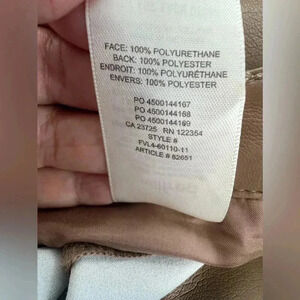 FACE: 100% POLYURETHANE
BACK: 100% POLYESTER
ENDROIT: 100% POLYURÉTHANE
ENVERS: 100% POLYESTER
PO 4500144167
PO 4500144168
PO 4500144169
CA 23725 RN 122354
STYLE #
FVL4-60110-11
ARTICLE # 82651